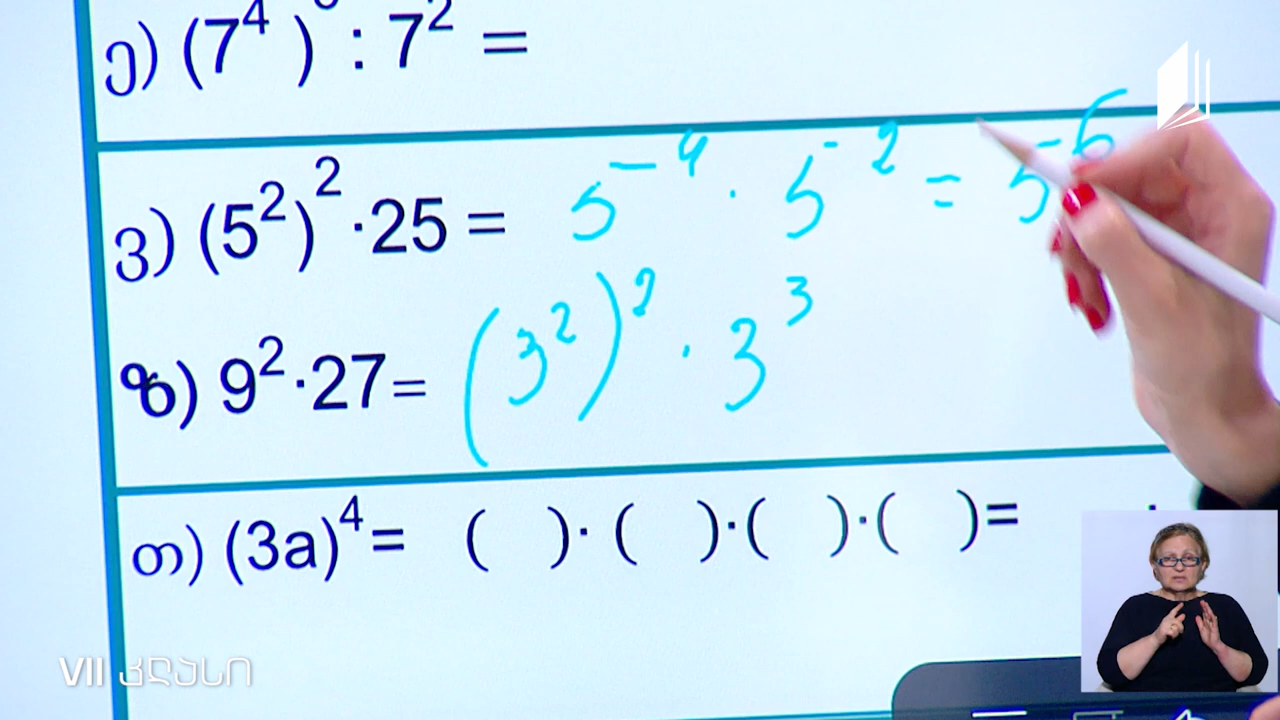 ე) (7⁴ ) : 7² =
ვ) (5²)² · 25 = 5⁻⁴ · 5⁻² = 5⁻⁶
ზ) 9² · 27 = (3²)² · 3³
თ) (3a)⁴ = ( ) · ( ) · ( ) · ( ) =
VII კლასი